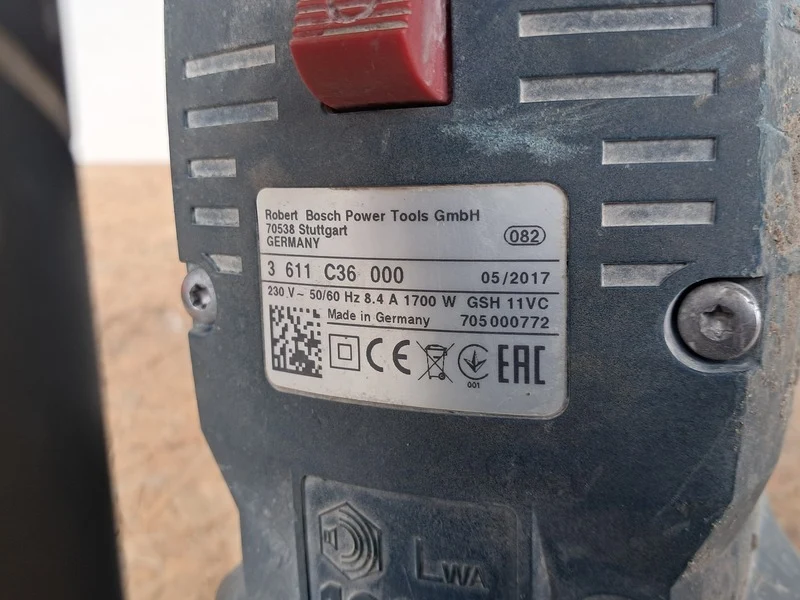 Robert Bosch Power Tools GmbH
70538 Stuttgart
GERMANY
082
3 611 C36 000
05/2017
230 V ~ 50/60 Hz 8.4 A 1700 W GSH 11VC
Made in Germany 705000772
CE
001
EAC
LWA